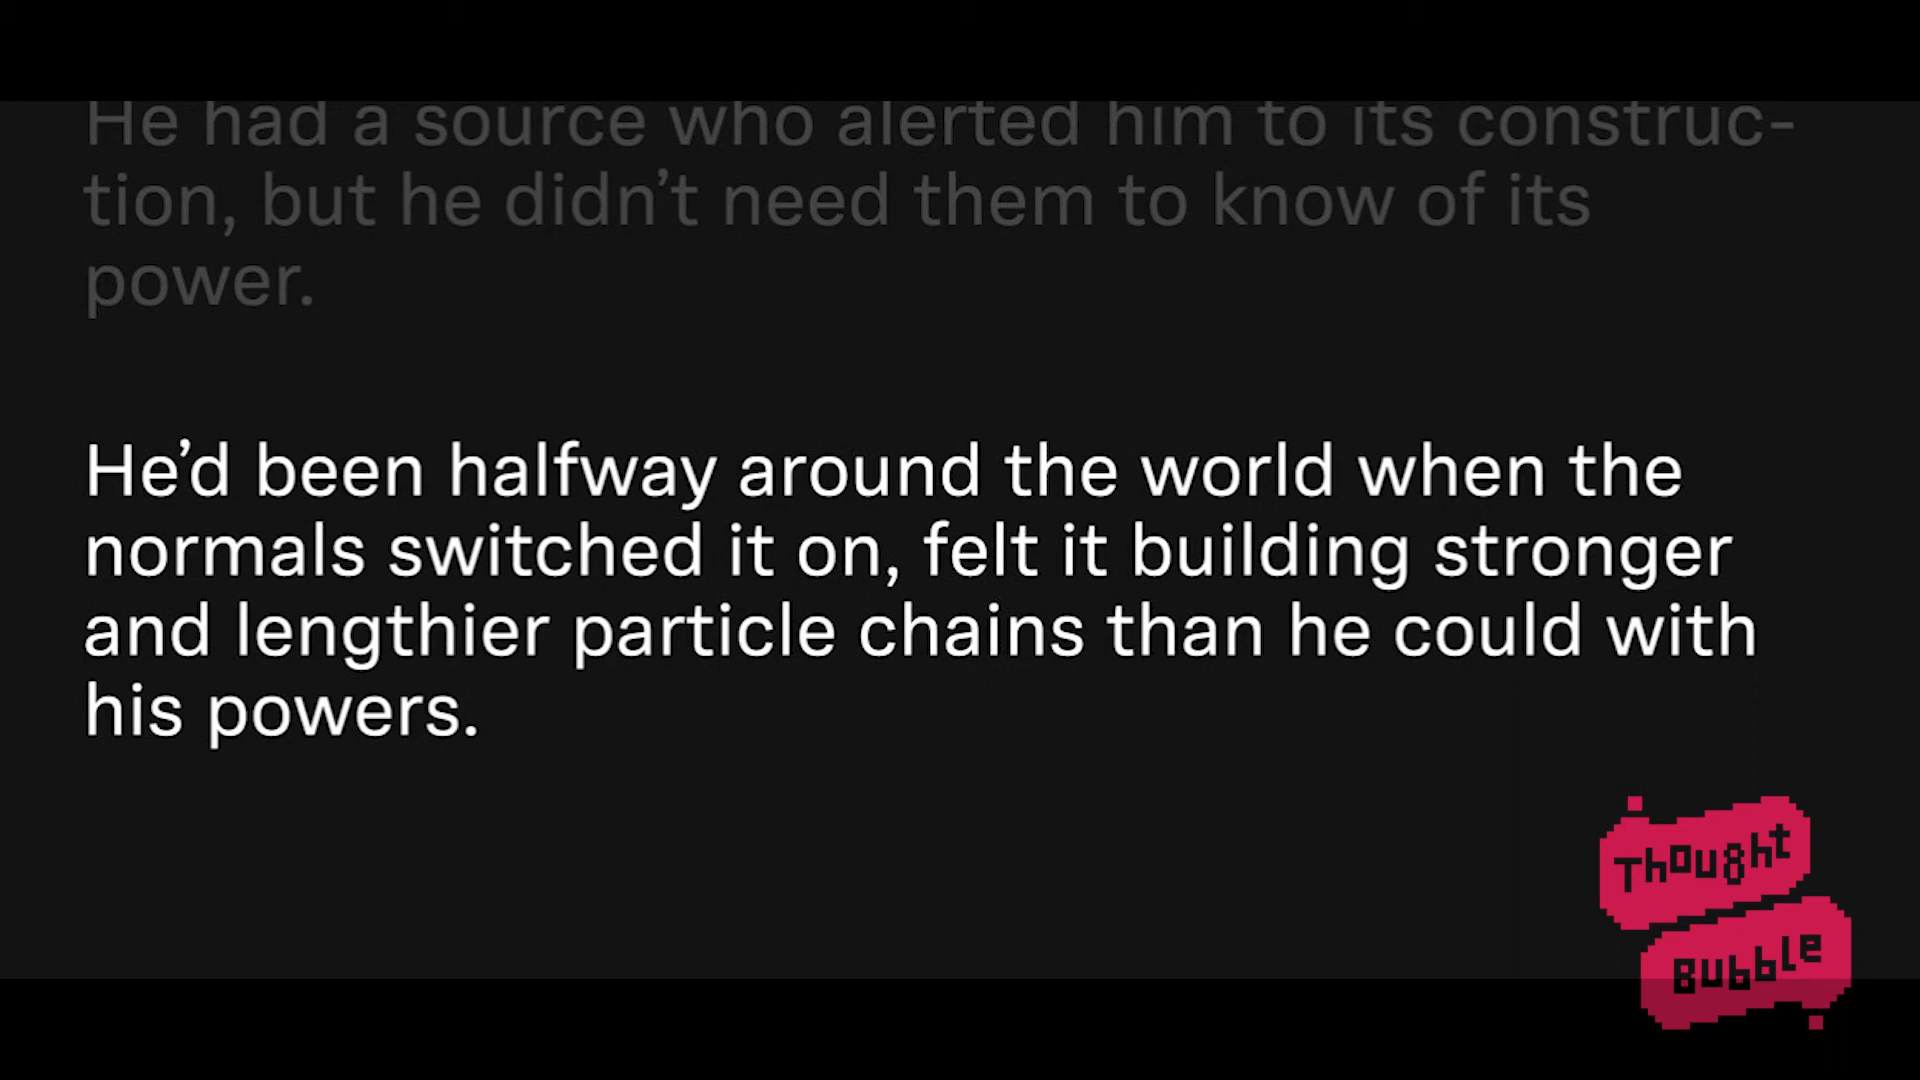 He had a source who alerted him to its construc-
tion, but he didn’t need them to know of its
power.
He’d been halfway around the world when the
normals switched it on, felt it building stronger
and lengthier particle chains than he could with
his powers.
Thought
Bubble